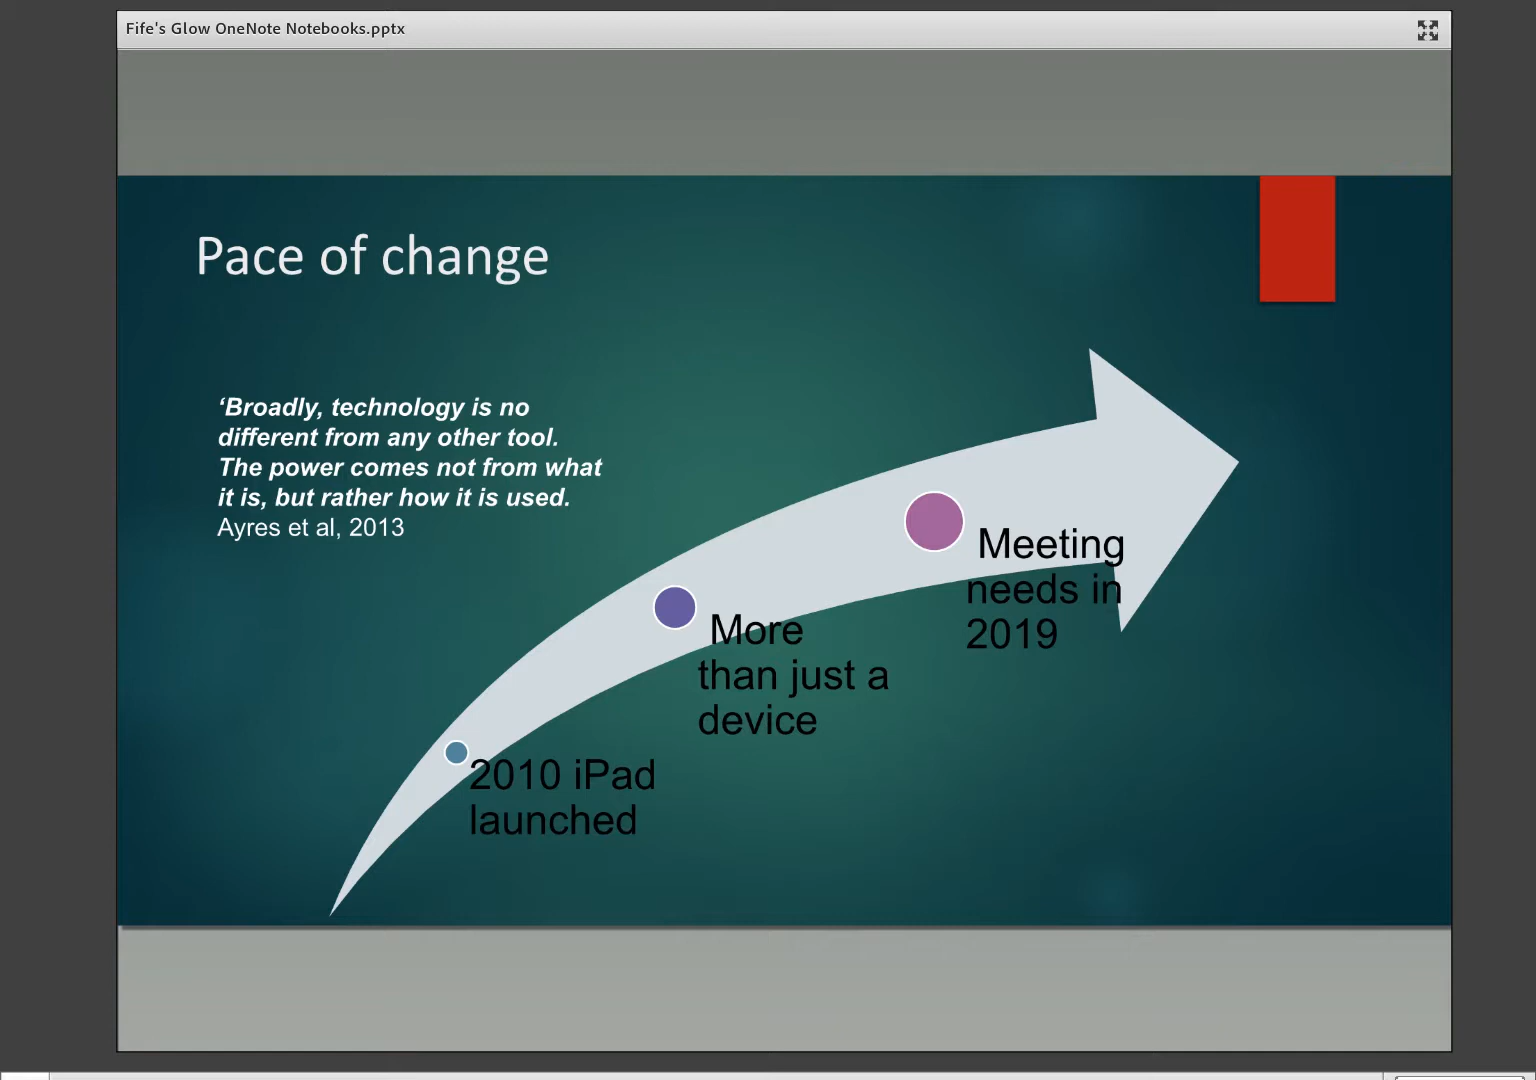 Fife's Glow OneNote Notebooks.pptx
Pace of change
‘Broadly, technology is no
different from any other tool.
The power comes not from what
it is, but rather how it is used.
Ayres et al, 2013
Meeting
needs in
2019
More
than just a
device
2010 iPad
launched